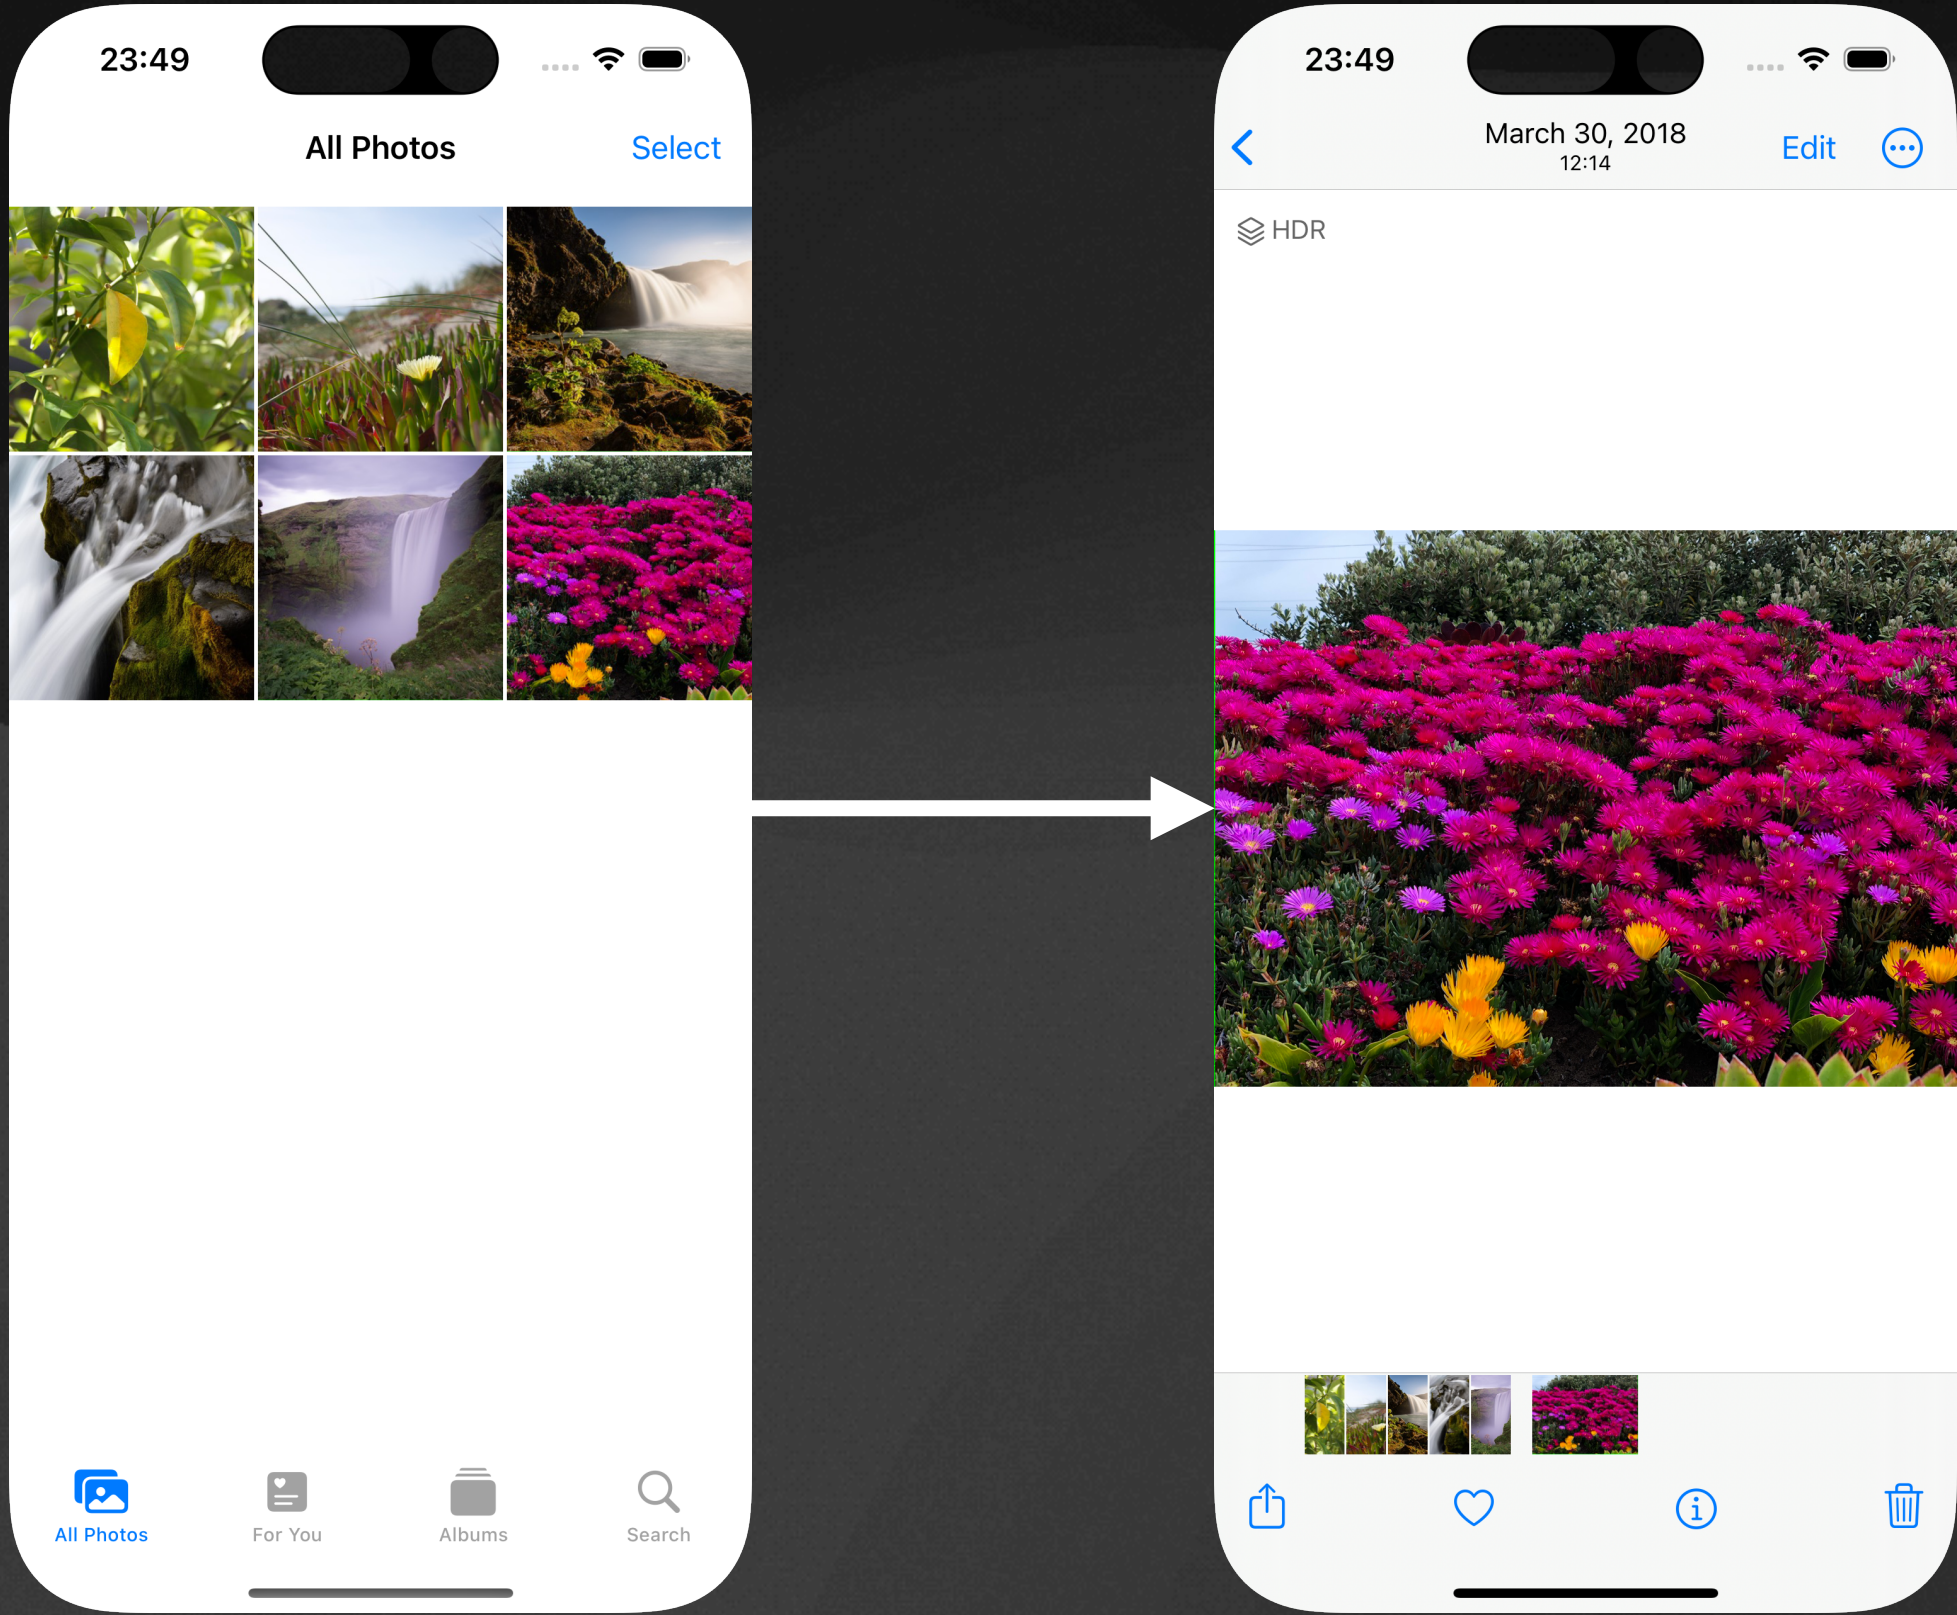 23:49
All Photos
Select
All Photos
For You
Albums
Search
23:49
March 30, 2018
12:14
Edit
HDR